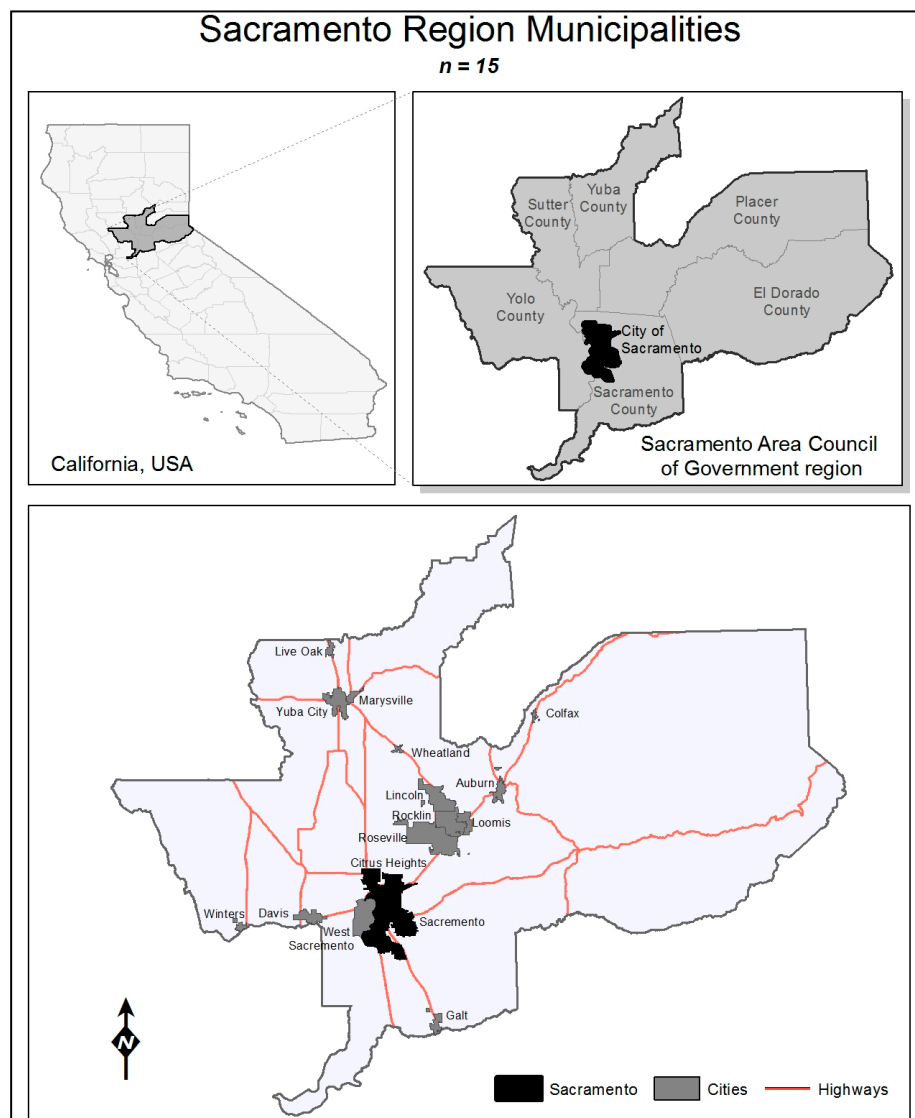 Sacramento Region Municipalities
n = 15
California, USA
Sutter
County
Yuba
County
Placer
County
Yolo
County
El Dorado
County
City of
Sacramento
Sacramento
County
Sacramento Area Council
of Government region
Live Oak
Marysville
Yuba City
Colfax
Wheatland
Auburn
Lincoln
Rocklin
Loomis
Roseville
Citrus Heights
Winters
Davis
West
Sacramento
Sacremento
Galt
N
Sacramento
Cities
Highways